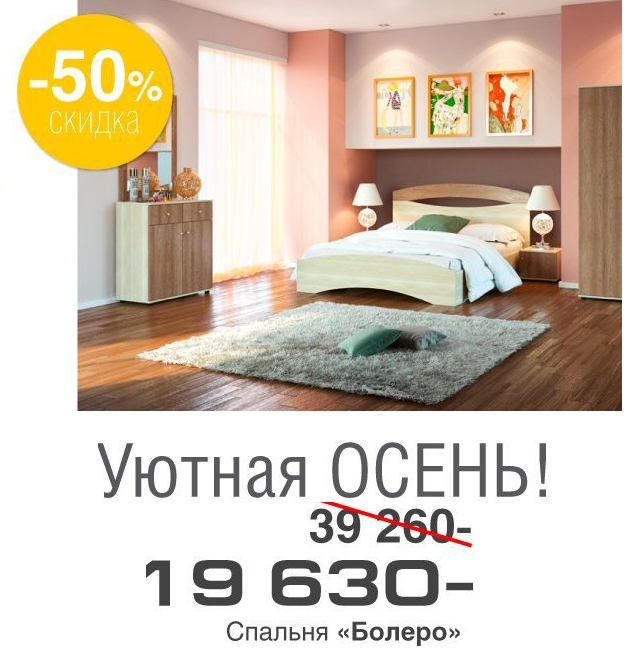 -50%
скидка
Уютная ОСЕНЬ!
39 260-
19 630-
Спальня «Болеро»